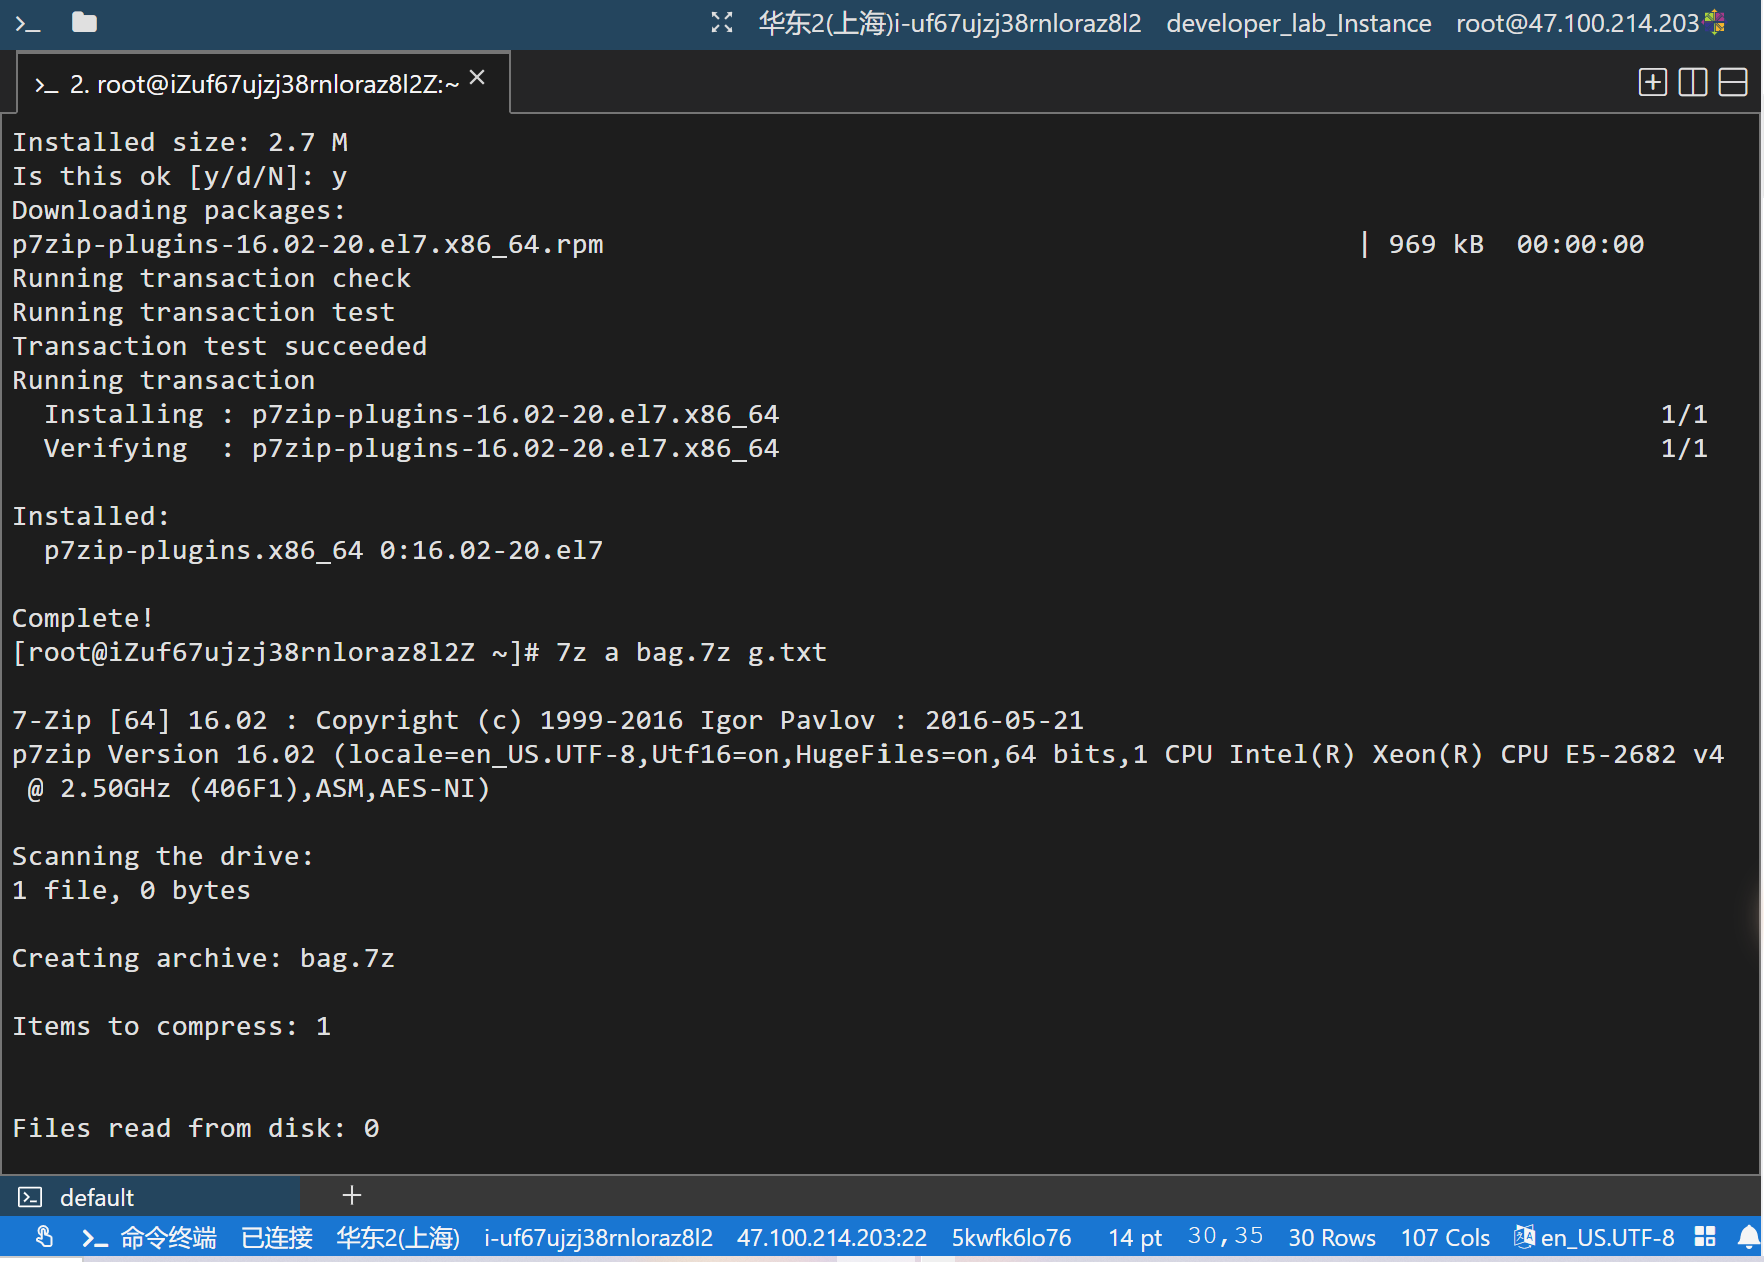 华东2(上海)i-uf67ujzj38rnloraz8l2 developer_lab_Instance root@47.100.214.203
2. root@iZuf67ujzj38rnloraz8l2Z:~
Installed size: 2.7 M
Is this ok [y/d/N]: y
Downloading packages:
p7zip-plugins-16.02-20.el7.x86_64.rpm | 969 kB 00:00:00
Running transaction check
Running transaction test
Transaction test succeeded
Running transaction
Installing : p7zip-plugins-16.02-20.el7.x86_64 1/1
Verifying : p7zip-plugins-16.02-20.el7.x86_64 1/1
Installed:
p7zip-plugins.x86_64 0:16.02-20.el7
Complete!
[root@iZuf67ujzj38rnloraz8l2Z ~]# 7z a bag.7z g.txt
7-Zip [64] 16.02 : Copyright (c) 1999-2016 Igor Pavlov : 2016-05-21
p7zip Version 16.02 (locale=en_US.UTF-8,Utf16=on,HugeFiles=on,64 bits,1 CPU Intel(R) Xeon(R) CPU E5-2682 v4
@ 2.50GHz (406F1),ASM,AES-NI)
Scanning the drive:
1 file, 0 bytes
Creating archive: bag.7z
Items to compress: 1
Files read from disk: 0
default
命令终端 已连接 华东2(上海) i-uf67ujzj38rnloraz8l2 47.100.214.203:22 5kwfk6lo76 14 pt 30,35 30 Rows 107 Cols en_US.UTF-8